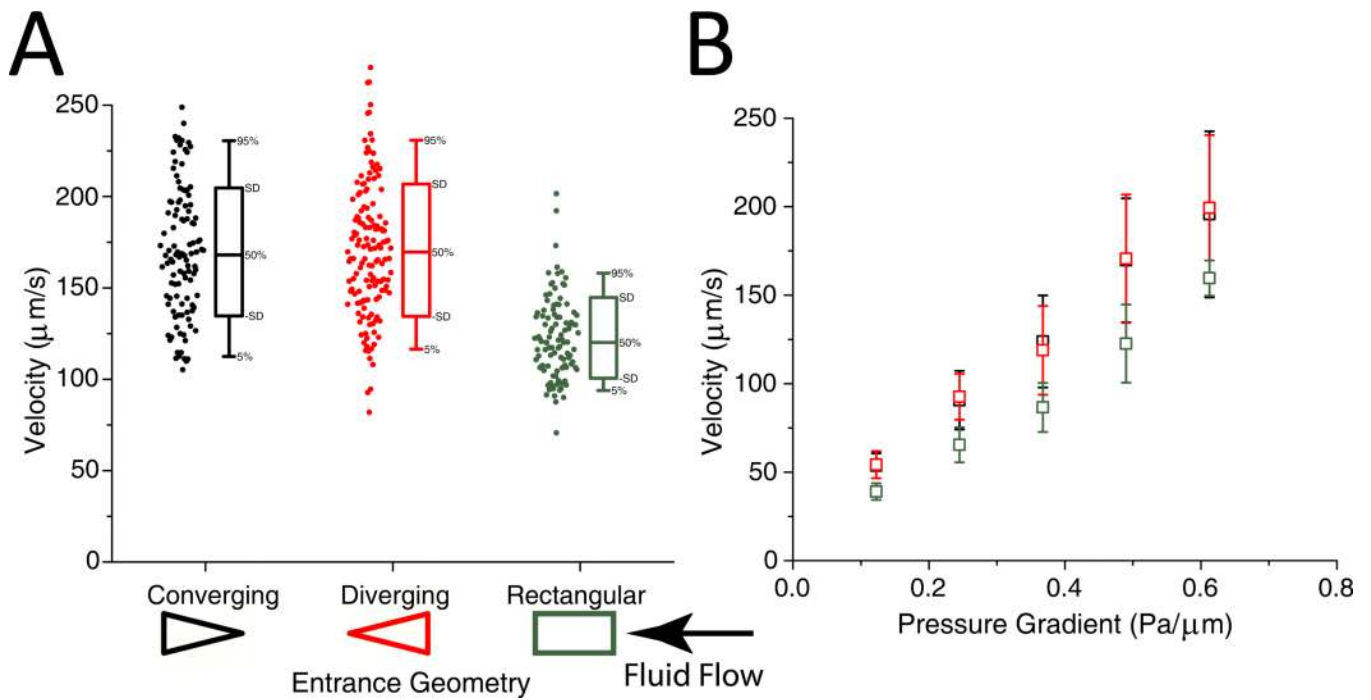 A
Velocity (μm/s)
250
200
150
100
50
0
95%
SD
50%
-SD
5%
95%
SD
50%
-SD
5%
95%
SD
50%
-SD
5%
Converging
Diverging
Rectangular
Entrance Geometry
Fluid Flow
B
Velocity (μm/s)
250
200
150
100
50
0
0.0
0.2
0.4
0.6
0.8
Pressure Gradient (Pa/μm)